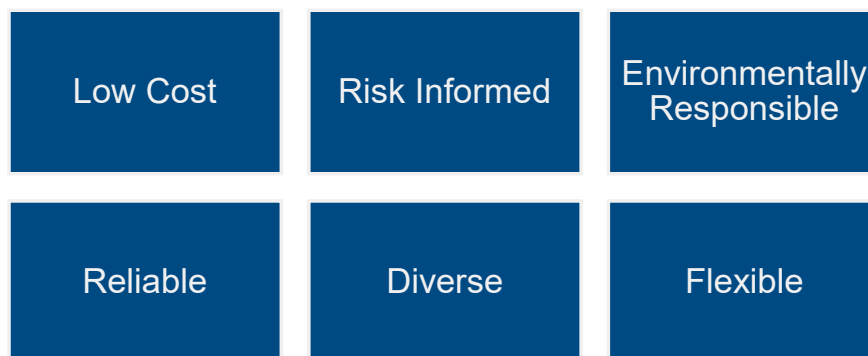 Low Cost
Risk Informed
Environmentally
Responsible
Reliable
Diverse
Flexible